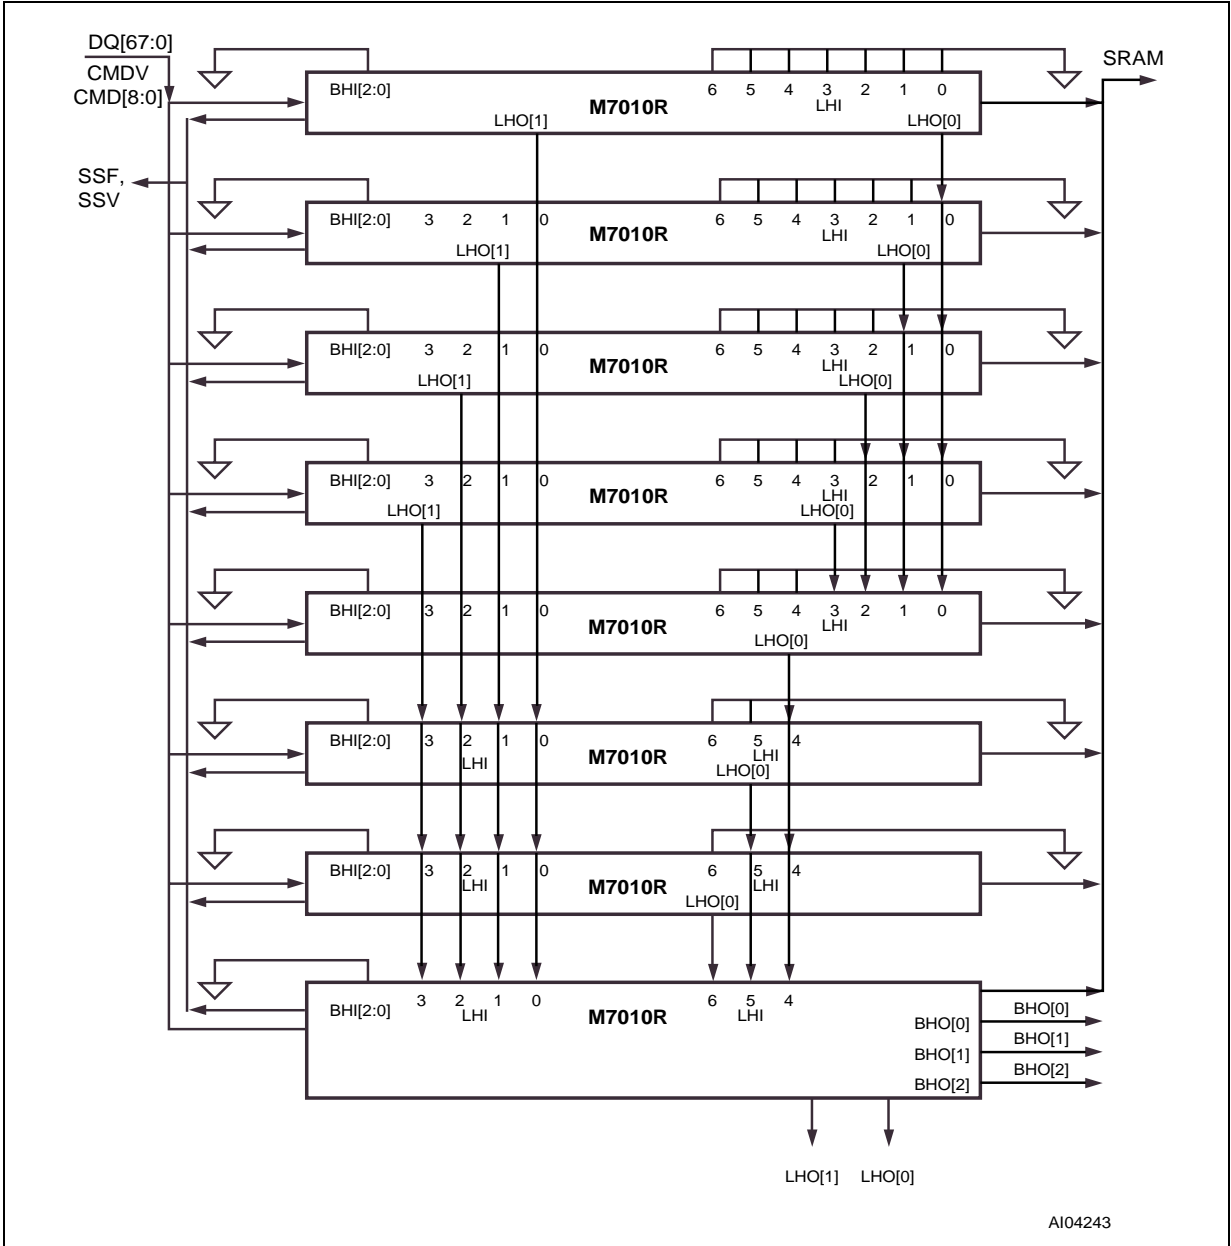 DQ[67:0]
CMDV
CMD[8:0]
SRAM
BHI[2:0] M7010R 6 5 4 3 2 1 0
LHI
LHO[1] LHO[0]
SSF,
SSV
BHI[2:0] 3 2 1 0 M7010R 6 5 4 3 2 1 0
LHI
LHO[1] LHO[0]
BHI[2:0] 3 2 1 0 M7010R 6 5 4 3 2 1 0
LHI
LHO[1] LHO[0]
BHI[2:0] 3 2 1 0 M7010R 6 5 4 3 2 1 0
LHI
LHO[1] LHO[0]
BHI[2:0] 3 2 1 0 M7010R 6 5 4 3 2 1 0
LHI
LHO[0]
BHI[2:0] 3 2 1 0 M7010R 6 5 4
LHI LHI
LHO[0]
BHI[2:0] 3 2 1 0 M7010R 6 5 4
LHI LHI
LHO[0]
BHI[2:0] 3 2 1 0 M7010R 6 5 4
LHI LHI
BHO[0] BHO[0]
BHO[1] BHO[1]
BHO[2] BHO[2]
LHO[1] LHO[0]
AI04243